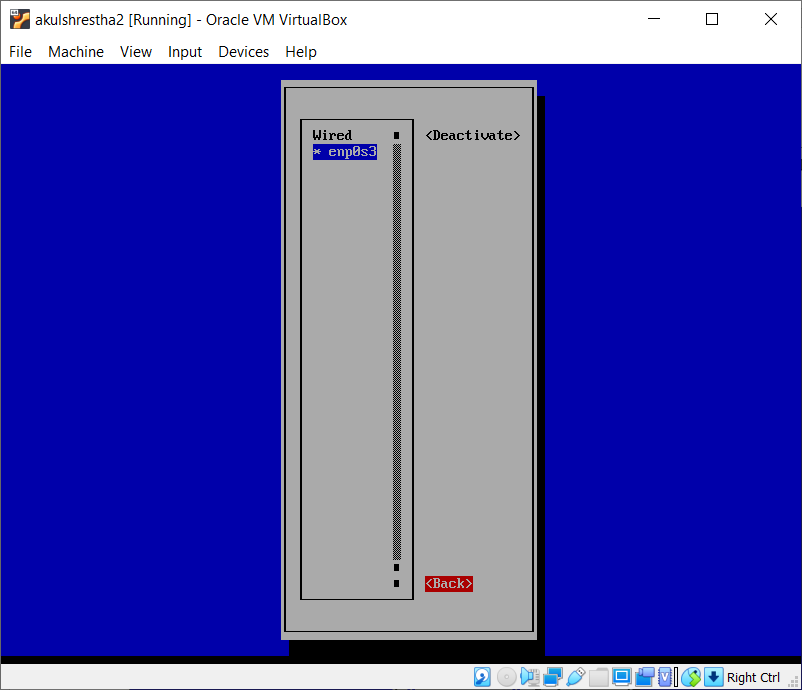 akulshrestha2 [Running] - Oracle VM VirtualBox
File Machine View Input Devices Help
Wired <Deactivate>
* enp0s3
<Back>
Right Ctrl